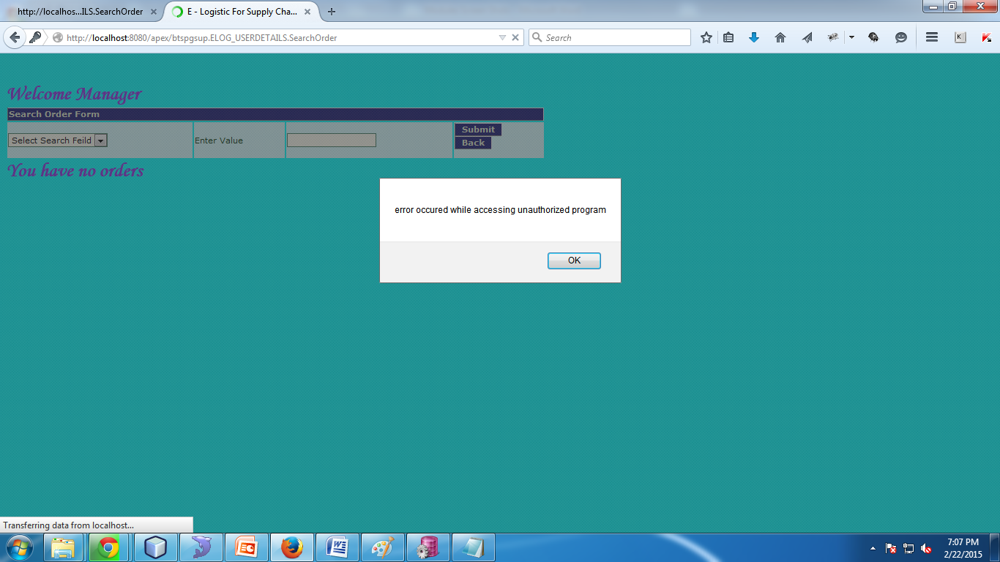 http://localhos...ILS.SearchOrder
E - Logistic For Supply Cha...
http://localhost:8080/apex/btspgsup.ELOG_USERDETAILS.SearchOrder
Search
Welcome Manager
Search Order Form
Select Search Feild
Enter Value
Submit
Back
You have no orders
error occured while accessing unauthorized program
OK
Transferring data from localhost...
7:07 PM
2/22/2015